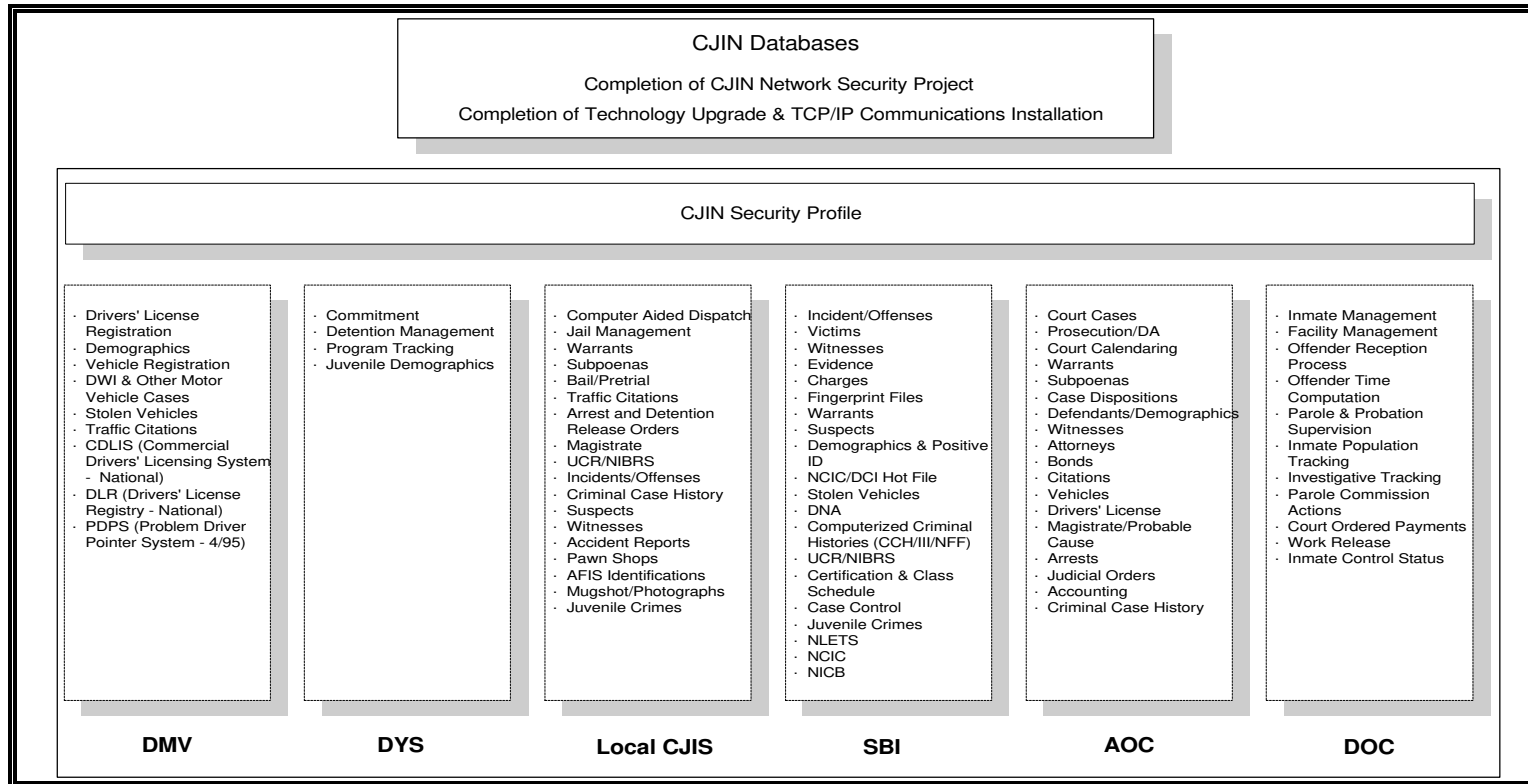 CJIN Databases
Completion of CJIN Network Security Project
Completion of Technology Upgrade & TCP/IP Communications Installation
CJIN Security Profile
· Drivers' License
Registration
· Demographics
· Vehicle Registration
· DWI & Other Motor
Vehicle Cases
· Stolen Vehicles
· Traffic Citations
· CDLIS (Commercial
Drivers' Licensing System
- National)
· DLR (Drivers' License
Registry - National)
· PDPS (Problem Driver
Pointer System - 4/95)
DMV
· Commitment
· Detention Management
· Program Tracking
· Juvenile Demographics
DYS
· Computer Aided Dispatch
· Jail Management
· Warrants
· Subpoenas
· Bail/Pretrial
· Traffic Citations
· Arrest and Detention
Release Orders
· Magistrate
· UCR/NIBRS
· Incidents/Offenses
· Criminal Case History
· Suspects
· Witnesses
· Accident Reports
· Pawn Shops
· AFIS Identifications
· Mugshot/Photographs
· Juvenile Crimes
Local CJIS
· Incident/Offenses
· Victims
· Witnesses
· Evidence
· Charges
· Fingerprint Files
· Warrants
· Suspects
· Demographics & Positive
ID
· NCIC/DCI Hot File
· Stolen Vehicles
· DNA
· Computerized Criminal
Histories (CCH/III/NFF)
· UCR/NIBRS
· Certification & Class
Schedule
· Case Control
· Juvenile Crimes
· NLETS
· NCIC
· NICB
SBI
· Court Cases
· Prosecution/DA
· Court Calendaring
· Warrants
· Subpoenas
· Case Dispositions
· Defendants/Demographics
· Witnesses
· Attorneys
· Bonds
· Citations
· Vehicles
· Drivers' License
· Magistrate/Probable
Cause
· Arrests
· Judicial Orders
· Accounting
· Criminal Case History
AOC
· Inmate Management
· Facility Management
· Offender Reception
Process
· Offender Time
Computation
· Parole & Probation
Supervision
· Inmate Population
Tracking
· Investigative Tracking
· Parole Commission
Actions
· Court Ordered Payments
· Work Release
· Inmate Control Status
DOC